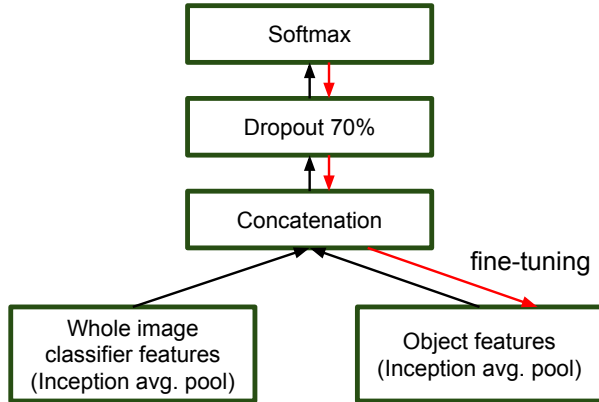 Softmax
Dropout 70%
Concatenation
fine-tuning
Whole image
classifier features
(Inception avg. pool)
Object features
(Inception avg. pool)